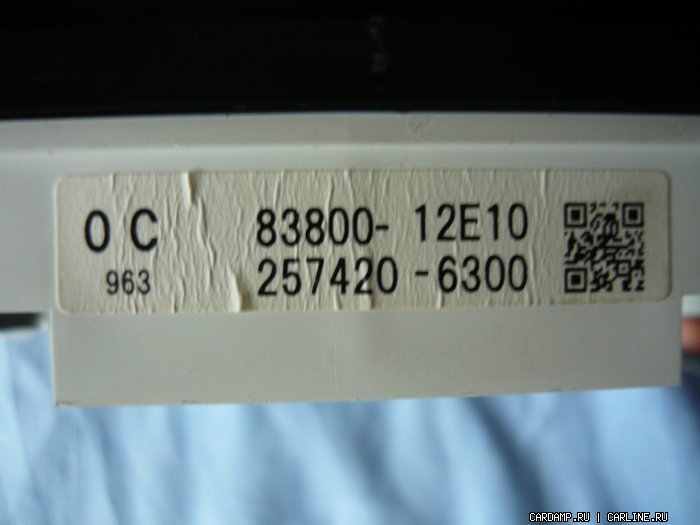 0 C 83800- 12E10
963 257420 -6300
CARDAMP.RU | CARLINE.RU